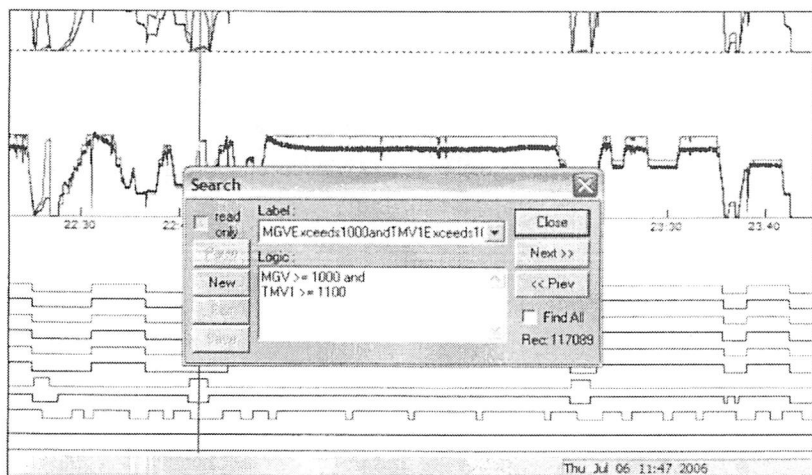 Search
read only
Label:
MGVExceeds1000andTMV1Exceeds1(
Close
Logic:
MGV >= 1000 and
TMV1 >= 1100
Next >>
New
<< Prev
Find All
Save
Rec: 117089
22:30
23:30
23:40
Thu Jul 06 11:47 2006